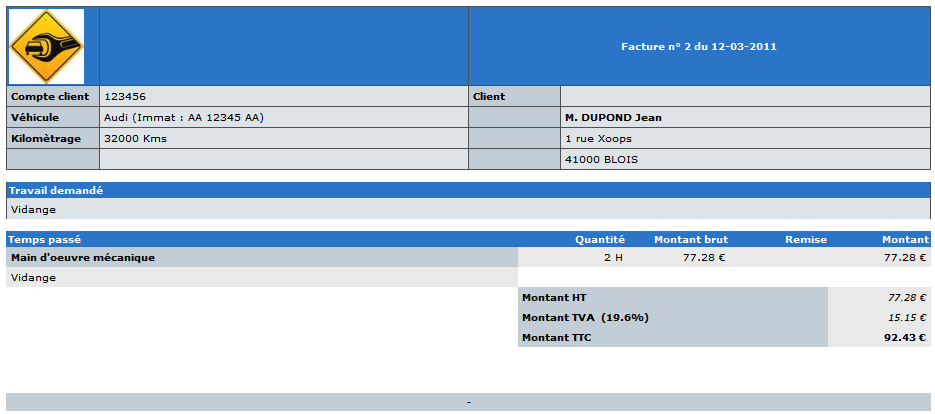 Facture n° 2 du 12-03-2011
Compte client 123456 Client
Véhicule Audi (Immat : AA 12345 AA) M. DUPOND Jean
Kilomètrage 32000 Kms 1 rue Xoops
41000 BLOIS
Travail demandé
Vidange
Temps passé Quantité Montant brut Remise Montant
Main d'oeuvre mécanique 2 H 77.28 € 77.28 €
Vidange
Montant HT 77.28 €
Montant TVA (19.6%) 15.15 €
Montant TTC 92.43 €
-